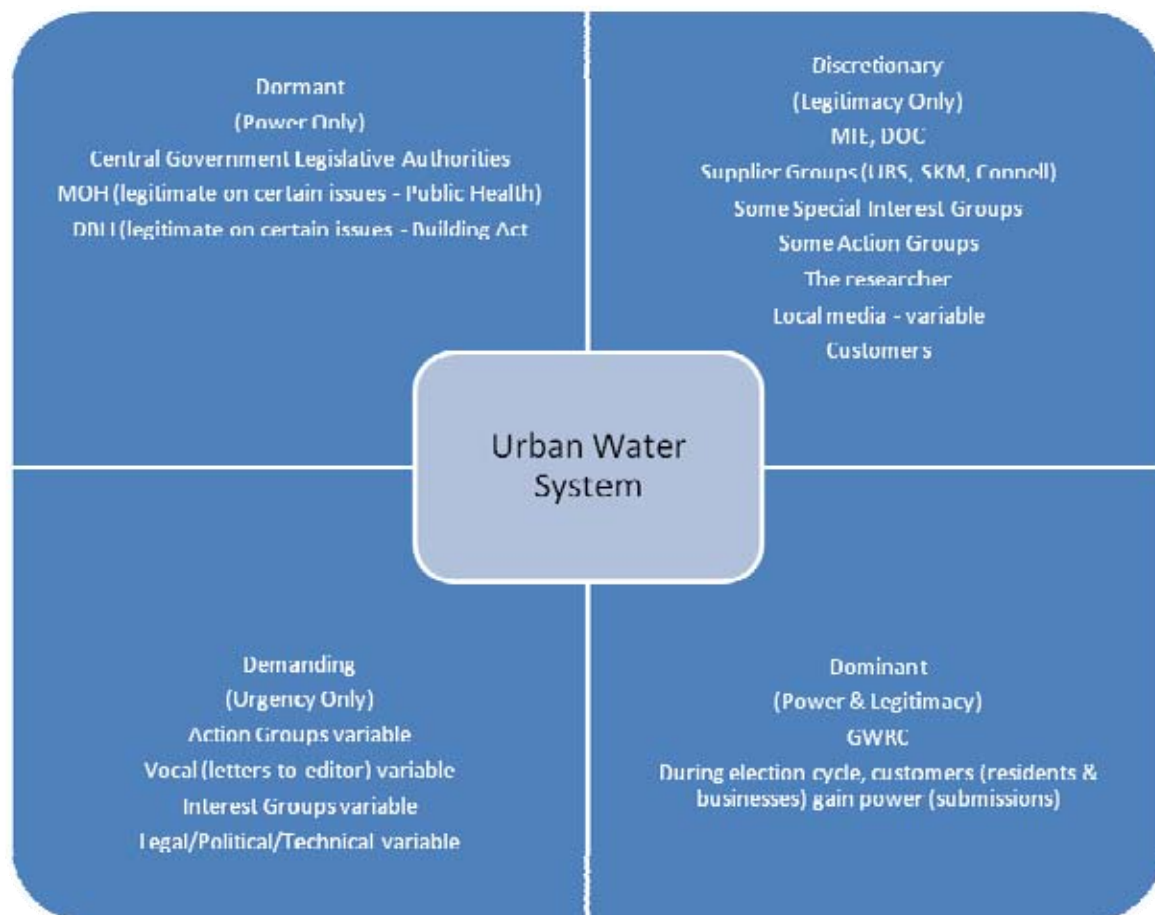 Dormant
(Power Only)
Central Government Legislative Authorities
MOH (legitimate on certain issues - Public Health)
DBH (legitimate on certain issues - Building Act
Discretionary
(Legitimacy Only)
MfE, DOC
Supplier Groups (URS, SKM, Connell)
Some Special Interest Groups
Some Action Groups
The researcher
Local media - variable
Customers
Urban Water
System
Demanding
(Urgency Only)
Action Groups variable
Vocal (letters to editor) variable
Interest Groups variable
Legal/Political/Technical variable
Dominant
(Power & Legitimacy)
GWRC
During election cycle, customers (residents &
businesses) gain power (submissions)